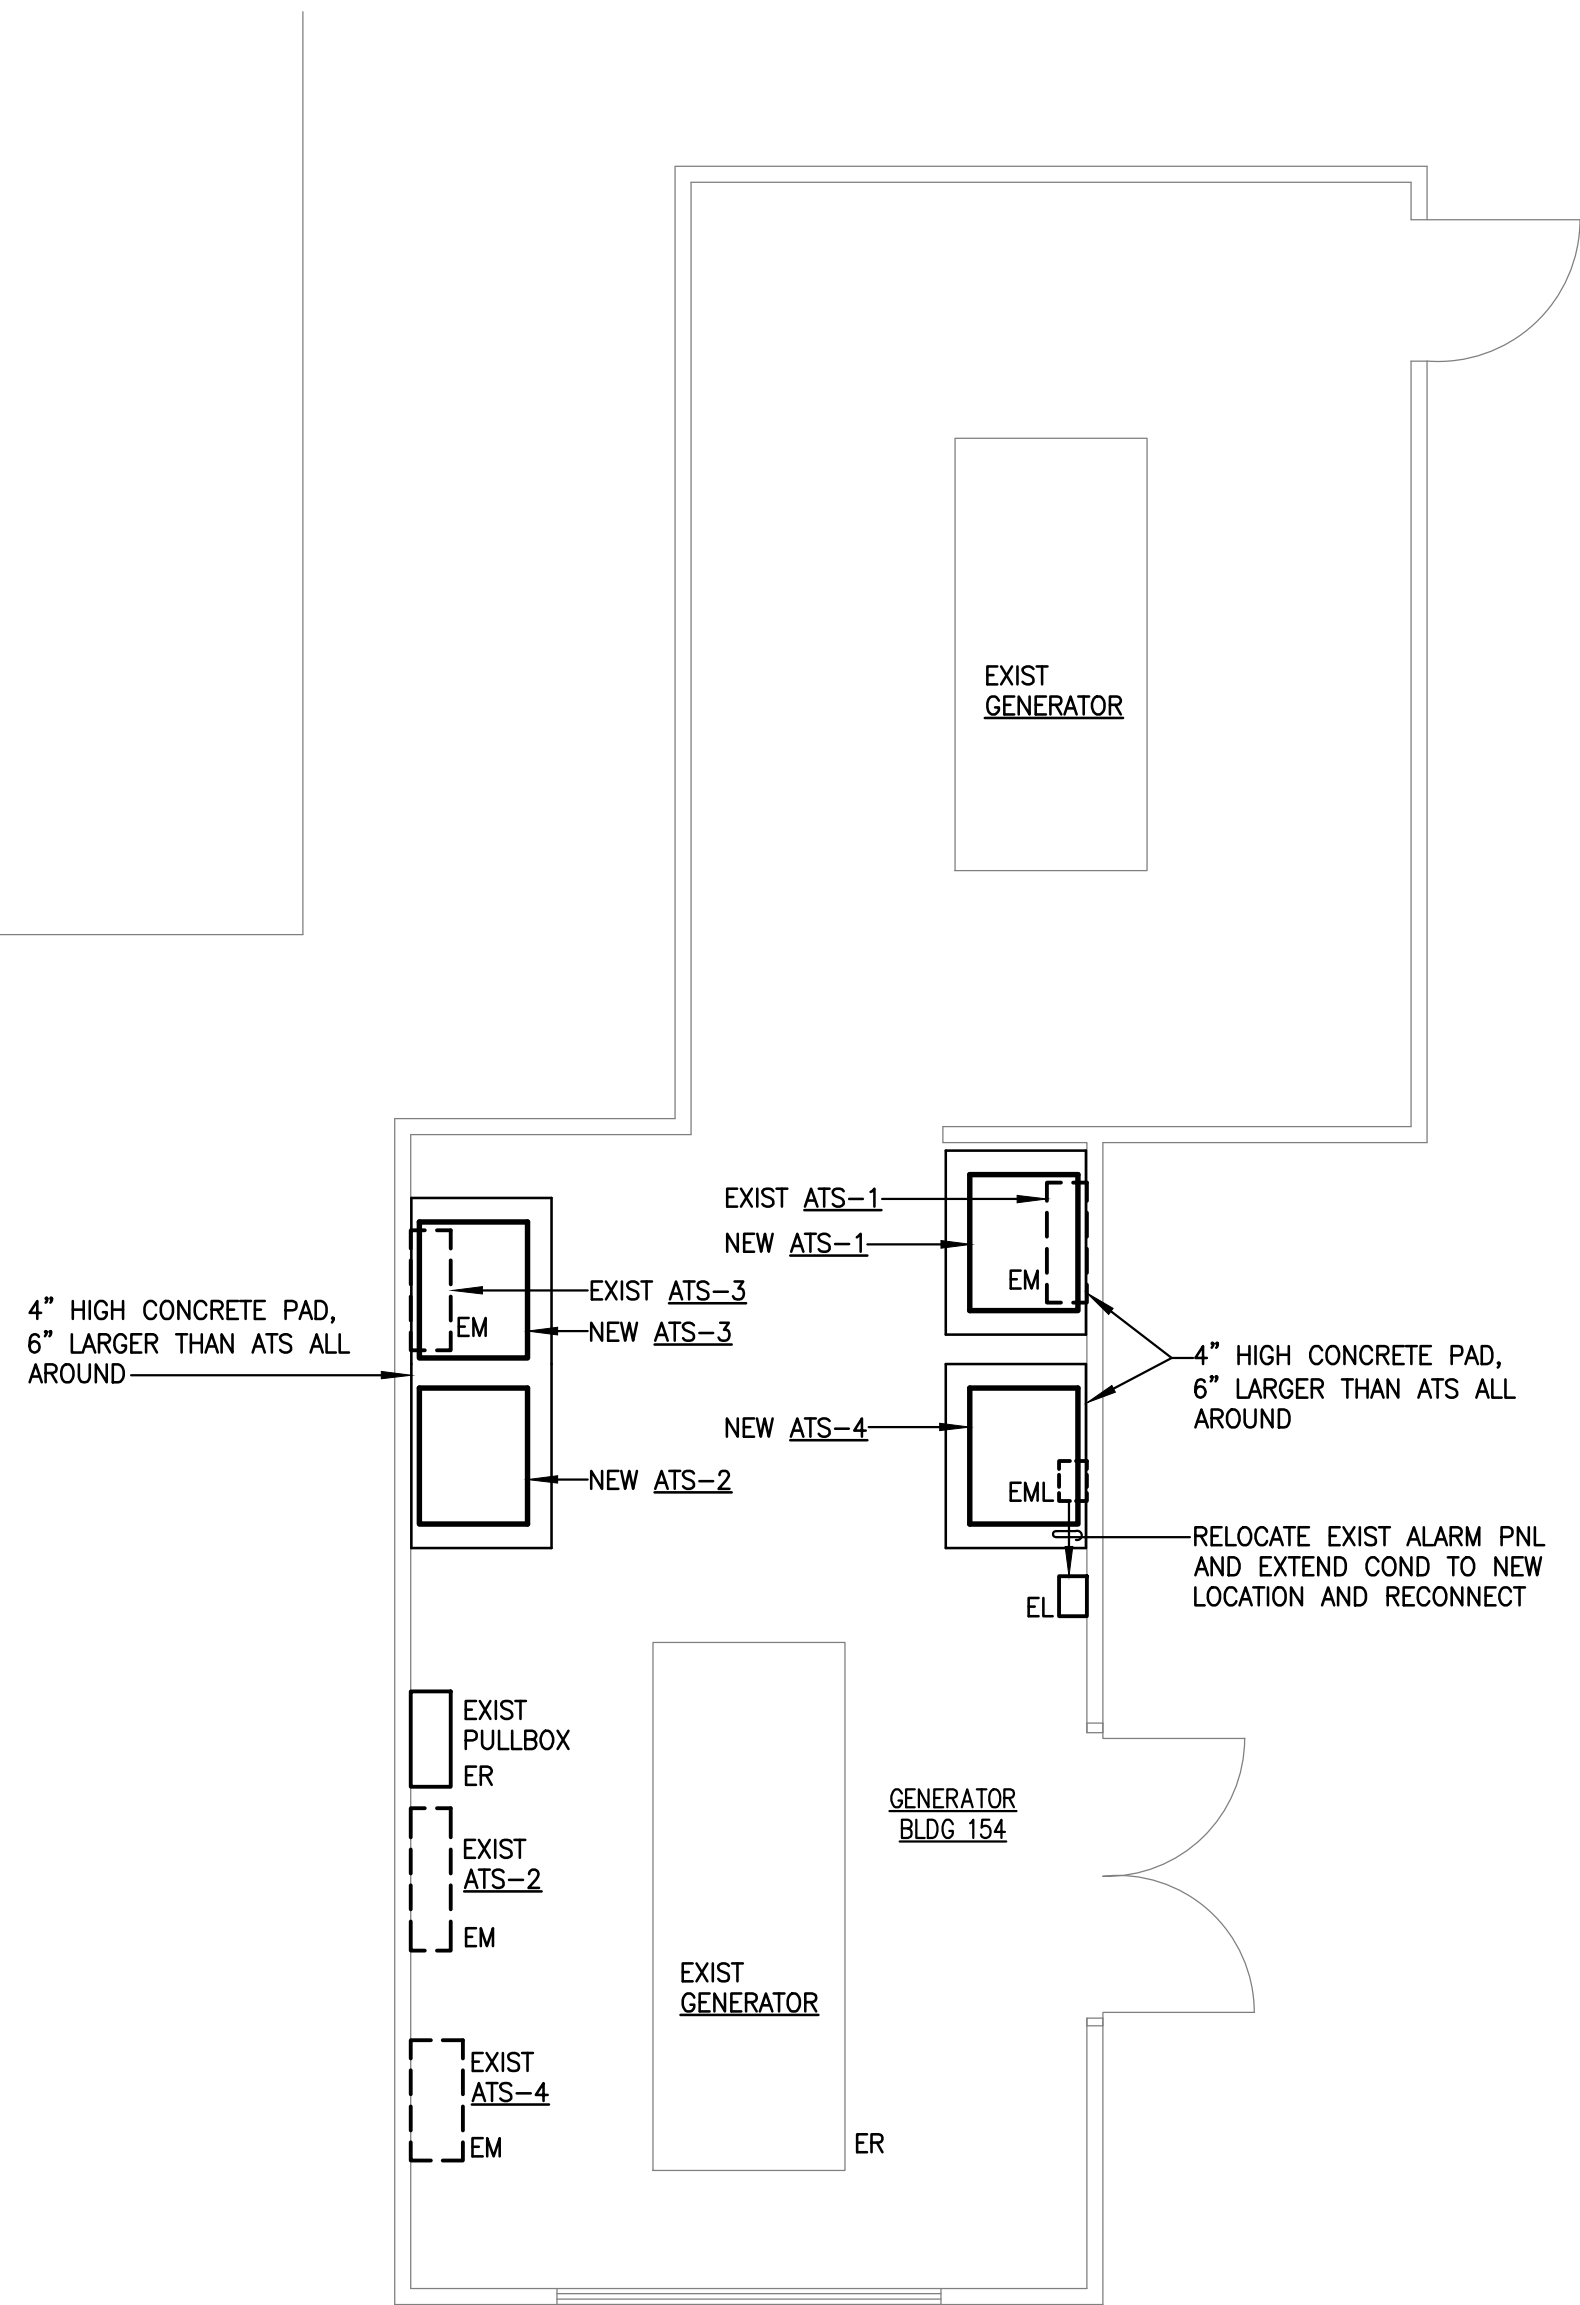 EXIST
GENERATOR
EXIST ATS-1
NEW ATS-1
EM
EXIST ATS-3
NEW ATS-3
EM
4” HIGH CONCRETE PAD,
6” LARGER THAN ATS ALL
AROUND
4” HIGH CONCRETE PAD,
6” LARGER THAN ATS ALL
AROUND
NEW ATS-4
NEW ATS-2
EML
RELOCATE EXIST ALARM PNL
AND EXTEND COND TO NEW
LOCATION AND RECONNECT
EL
EXIST
PULLBOX
ER
GENERATOR
BLDG 154
EXIST
ATS-2
EM
EXIST
GENERATOR
EXIST
ATS-4
EM
ER